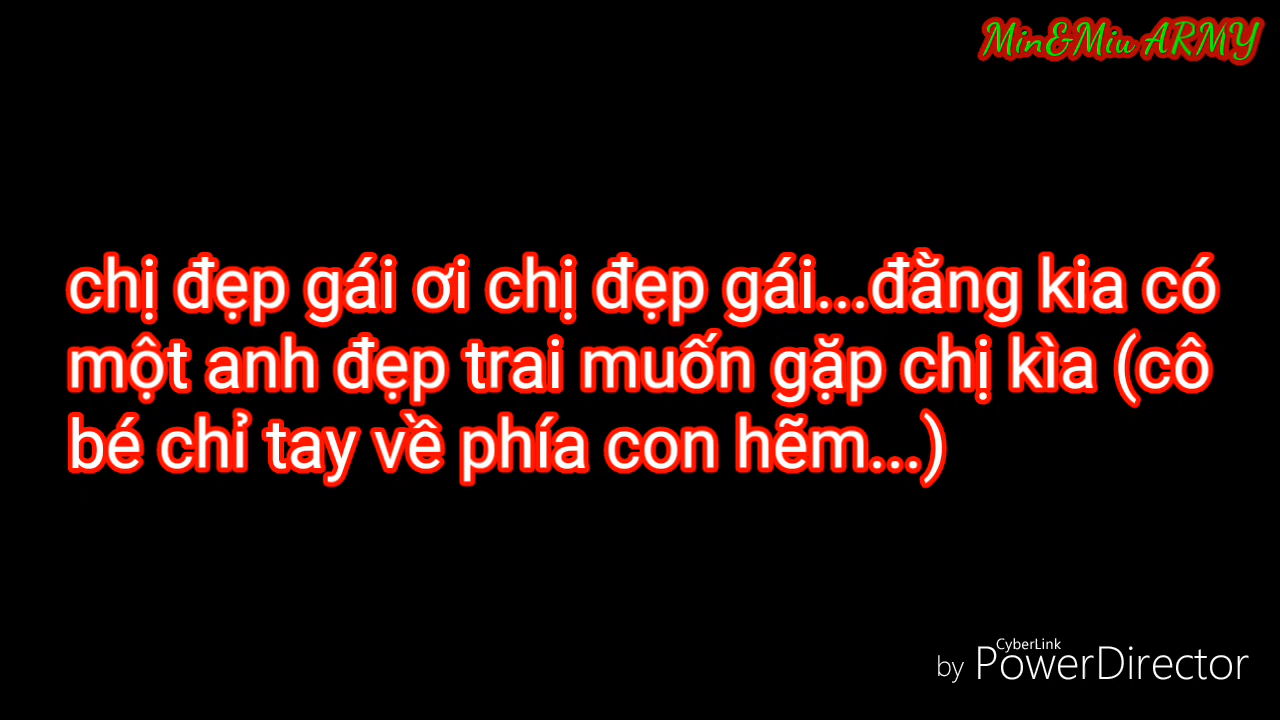 Min&Miu ARMY
chị đẹp gái ơi chị đẹp gái...đằng kia có
một anh đẹp trai muốn gặp chị kìa (cô
bé chỉ tay về phía con hẽm...)
CyberLink
by PowerDirector